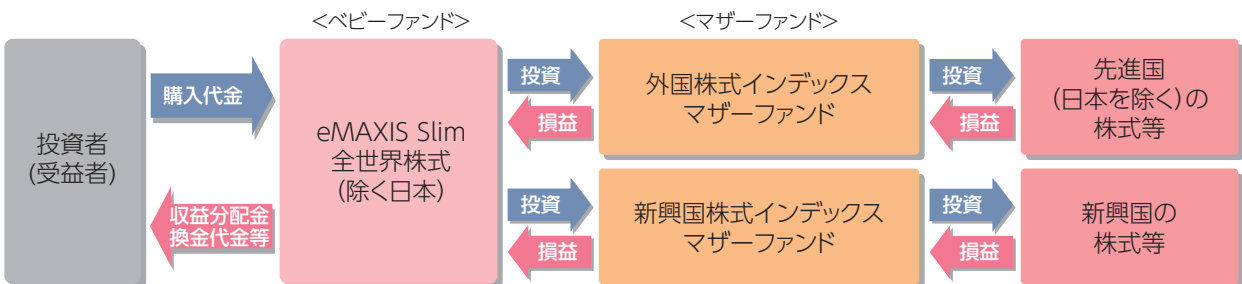 <ベビーファンド>
<マザーファンド>
投資者
(受益者)
購入代金
収益分配金
換金代金等
eMAXIS Slim
全世界株式
(除く日本)
投資
損益
外国株式インデックス
マザーファンド
投資
損益
先進国
(日本を除く)の
株式等
投資
損益
新興国株式インデックス
マザーファンド
投資
損益
新興国の
株式等